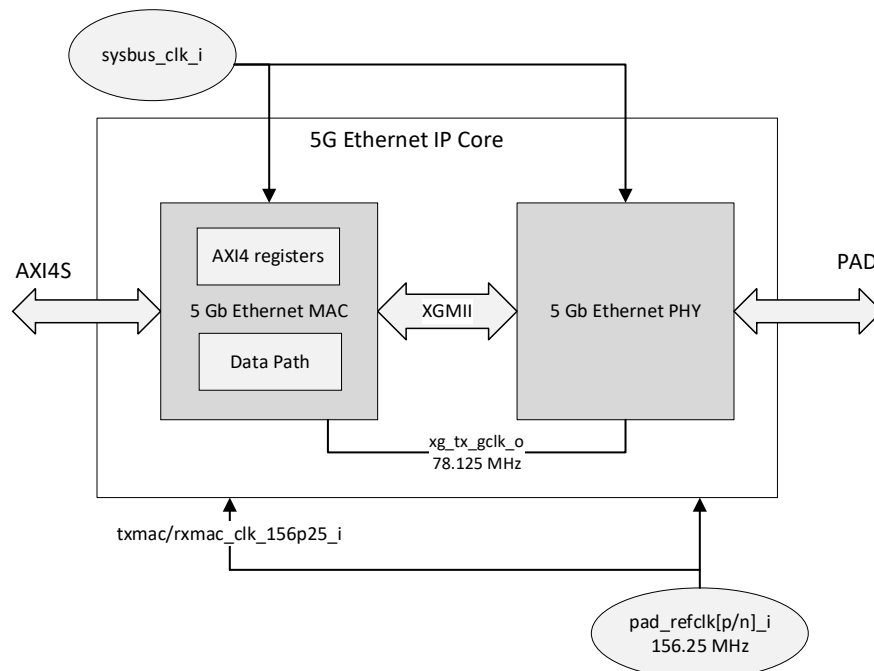 sysbus_clk_i
5G Ethernet IP Core
AXI4 registers
AXI4S
PAD
5 Gb Ethernet MAC
XGMII
5 Gb Ethernet PHY
Data Path
xg_tx_gclk_o
78.125 MHz
txmac/rxmac_clk_156p25_i
pad_refclk[p/n]_i
156.25 MHz